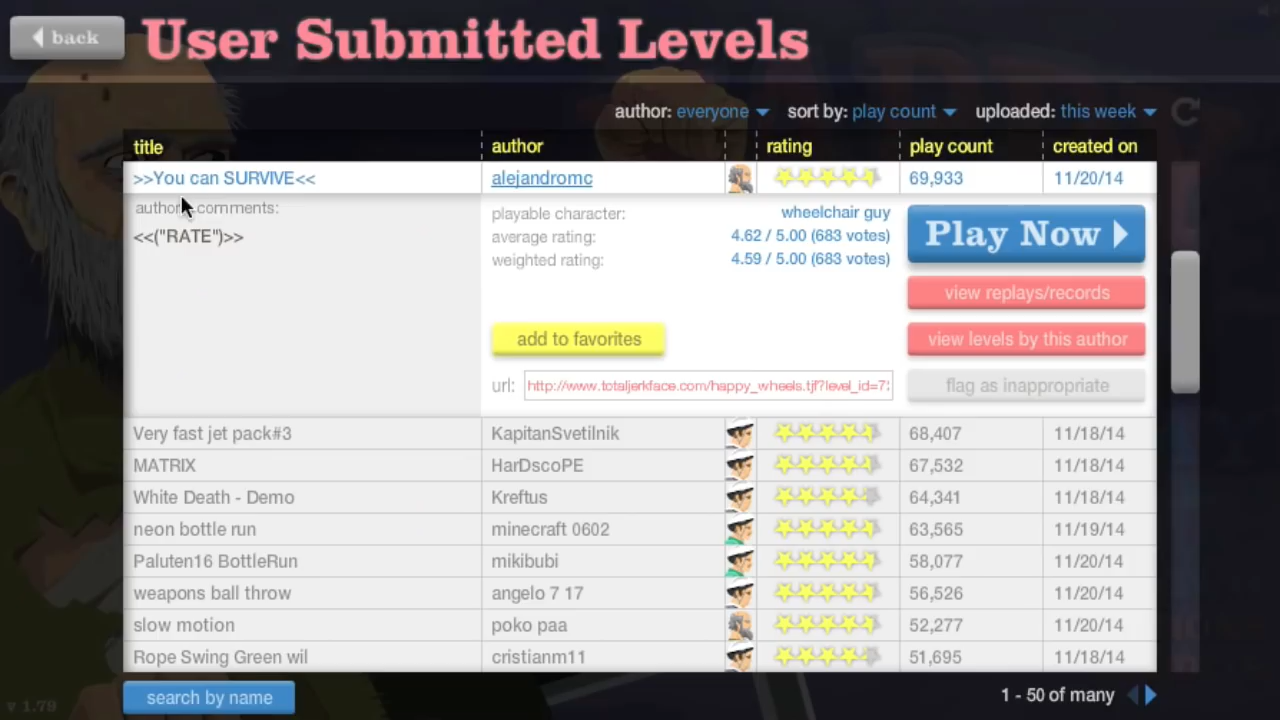 back
User Submitted Levels
author: everyone sort by: play count uploaded: this week
title author rating play count created on
>>You can SURVIVE<< alejandromc 69,933 11/20/14
author comments:
<<("RATE")>>
playable character: wheelchair guy
average rating: 4.62 / 5.00 (683 votes)
weighted rating: 4.59 / 5.00 (683 votes)
Play Now
view replays/records
add to favorites
view levels by this author
url: http://www.totaljerkface.com/happy_wheels.tjf?level_id=7
flag as inappropriate
Very fast jet pack#3 KapitanSvetilnik 68,407 11/18/14
MATRIX HarDscoPE 67,532 11/18/14
White Death - Demo Kreftus 64,341 11/18/14
neon bottle run minecraft 0602 63,565 11/19/14
Paluten16 BottleRun mikibubi 58,077 11/20/14
weapons ball throw angelo 7 17 56,526 11/20/14
slow motion poko paa 52,277 11/20/14
Rope Swing Green wil cristianm11 51,695 11/18/14
search by name
1 - 50 of many
v 1.79